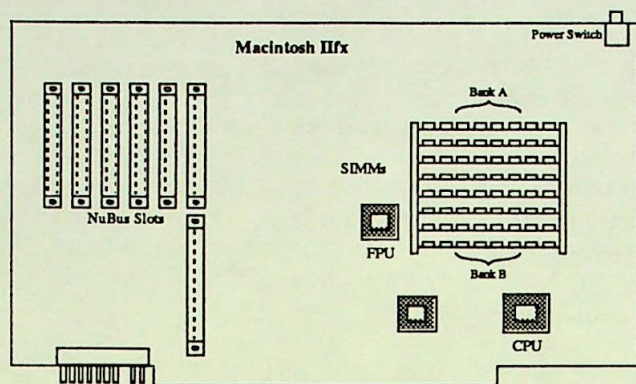 Power Switch
Macintosh IIfx
Bank A
SIMMs
NuBus Slots
FPU
Bank B
CPU